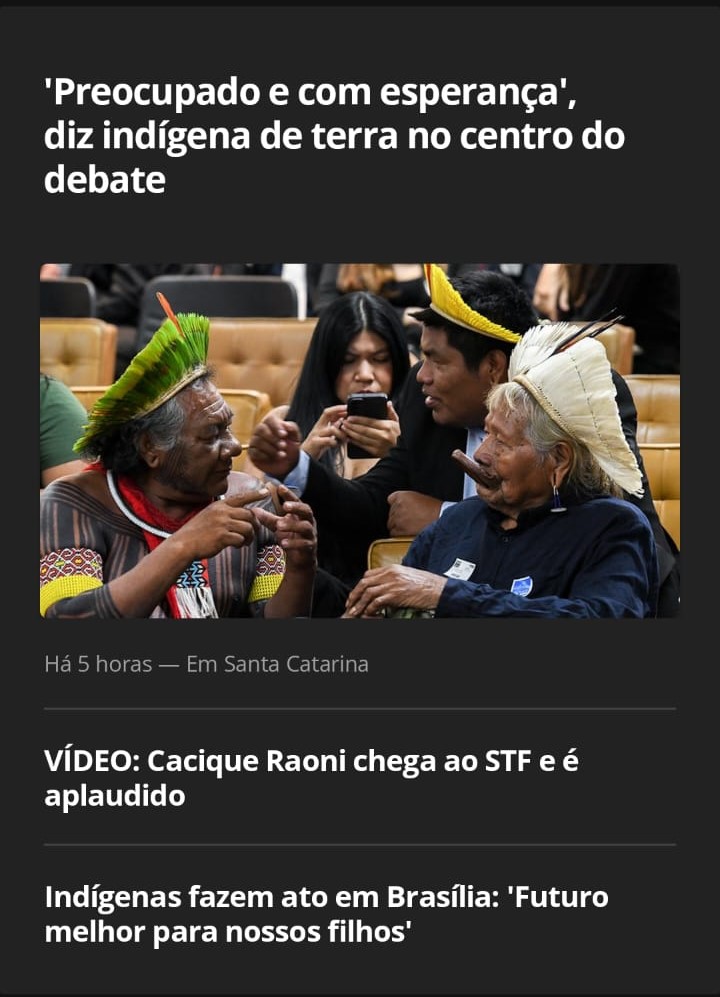 'Preocupado e com esperança',
diz indígena de terra no centro do
debate
Há 5 horas — Em Santa Catarina
VÍDEO: Cacique Raoni chega ao STF e é
aplaudido
Indígenas fazem ato em Brasília: 'Futuro
melhor para nossos filhos'